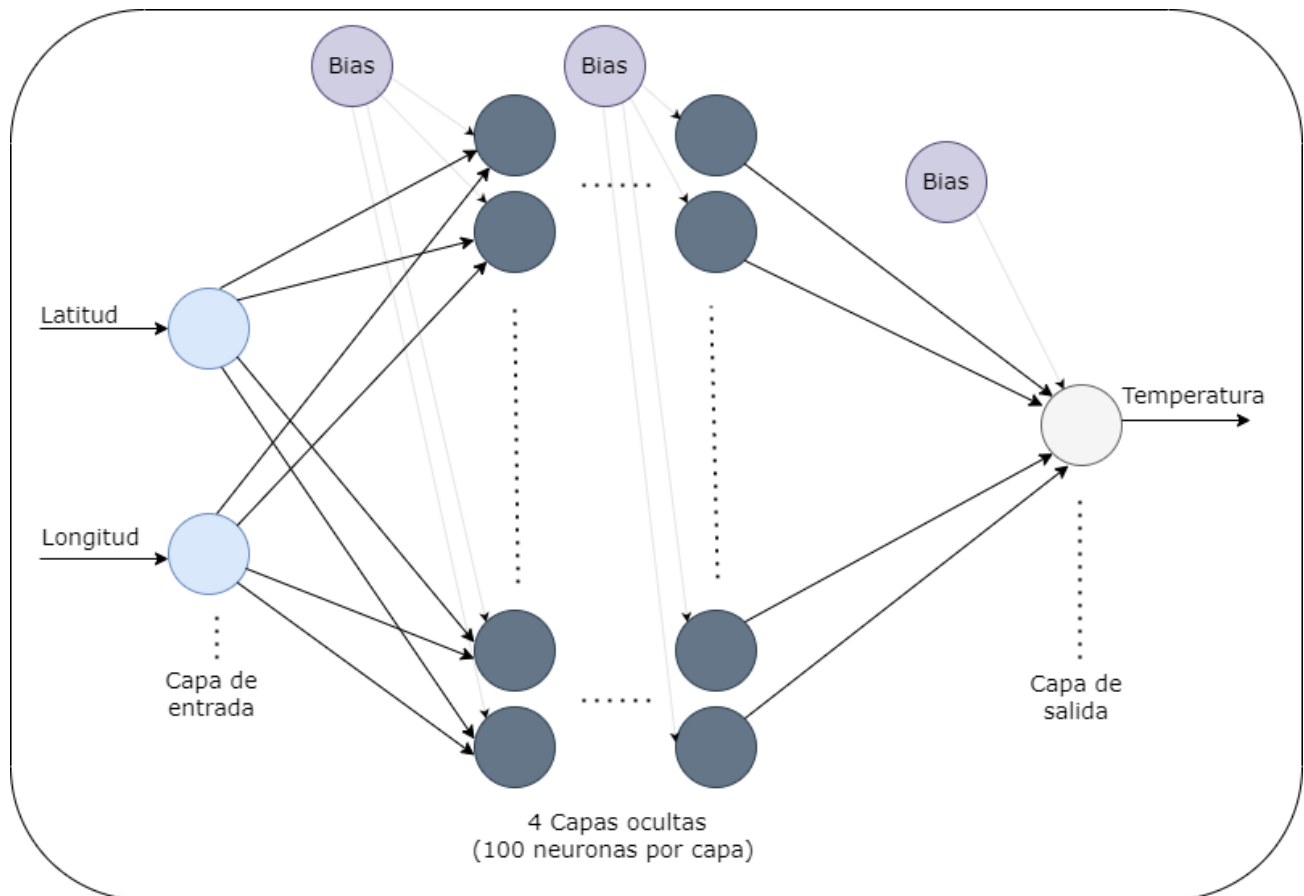 Bias
Bias
Bias
Latitud
Temperatura
Longitud
Capa de
entrada
Capa de
salida
4 Capas ocultas
(100 neuronas por capa)